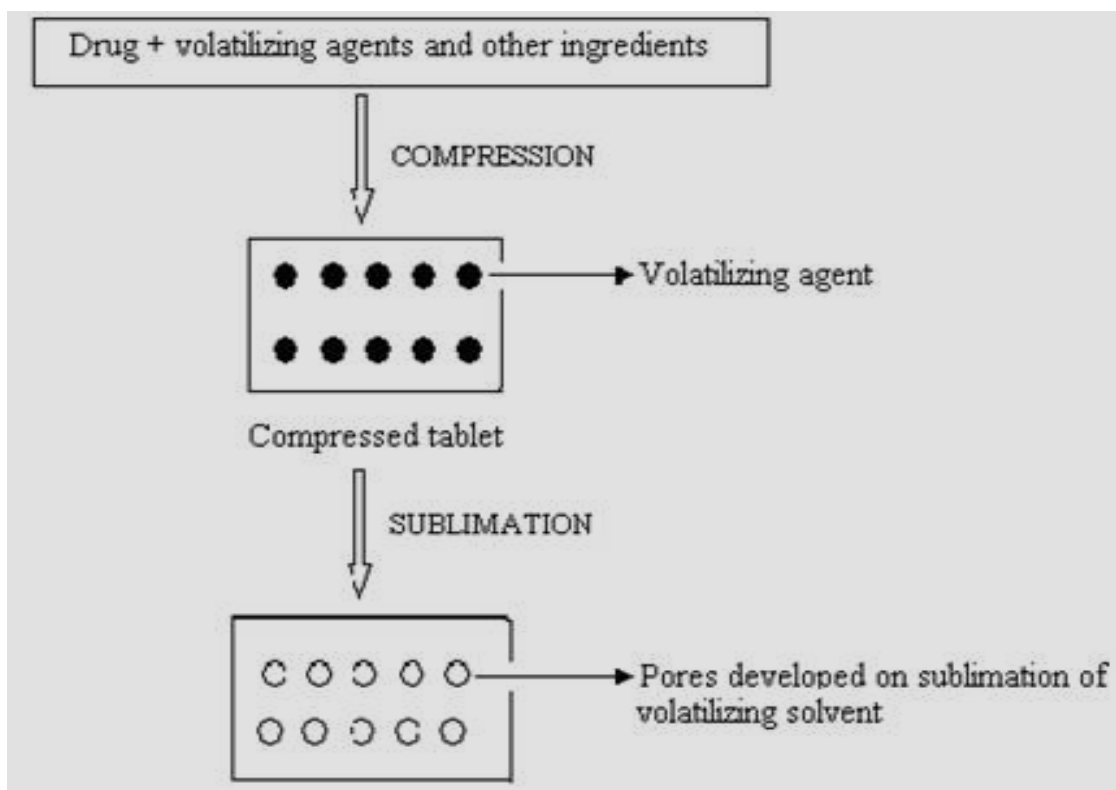 Drug + volatilizing agents and other ingredients
COMPRESSION
Volatilizing agent
Compressed tablet
SUBLIMATION
Pores developed on sublimation of
volatilizing solvent